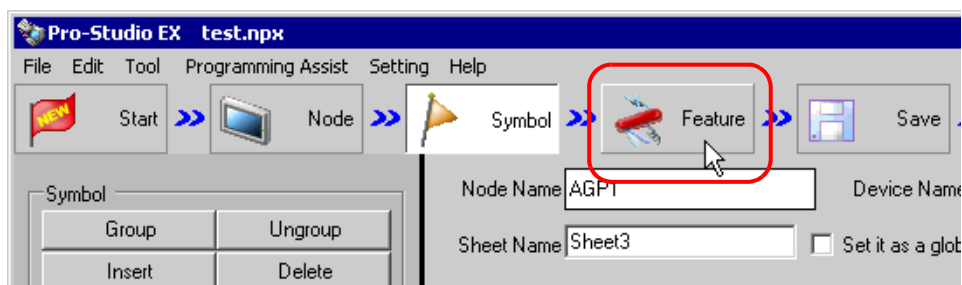 Pro-Studio EX test.npx
File Edit Tool Programming Assist Setting Help
NEW Start Node Symbol Feature Save
Symbol
Node Name AGP1 Device Name
Group Ungroup
Sheet Name Sheet3 Set it as a glob
Insert Delete